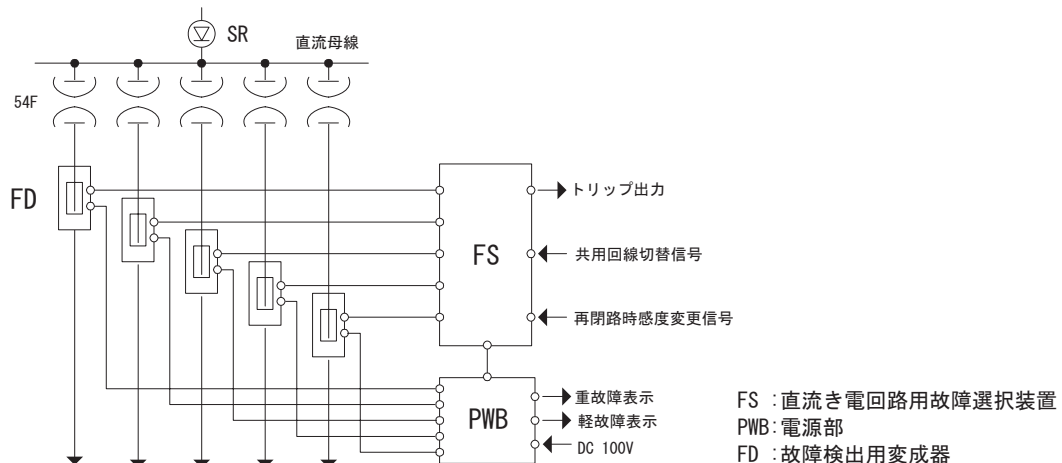 SR
直流母線
54F
FD
FS
トリップ出力
共用回線切替信号
再閉路時感度変更信号
PWB
重故障表示
軽故障表示
DC 100V
FS :直流き電回路用故障選択装置
PWB:電源部
FD :故障検出用変成器